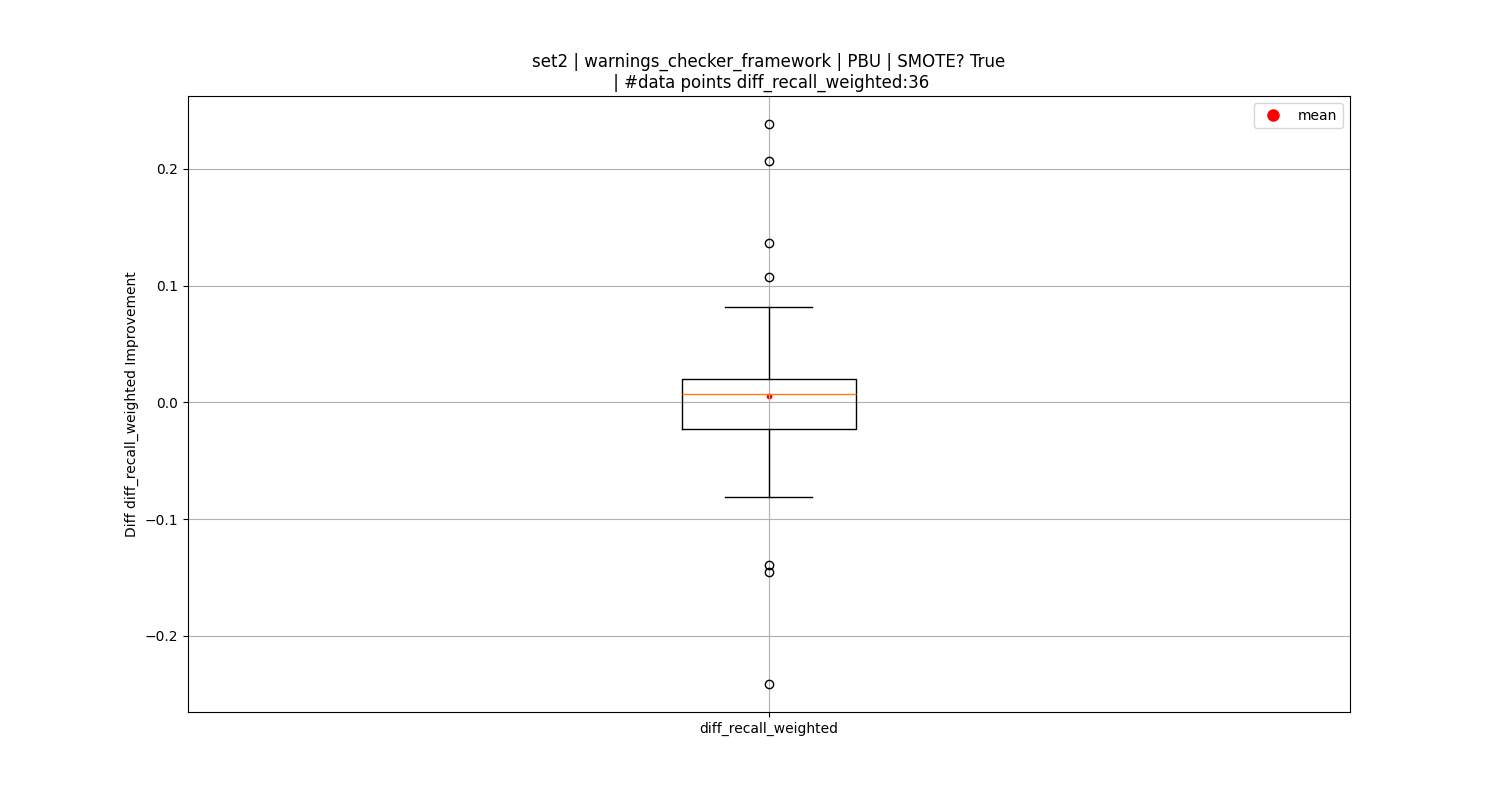 set2 | warnings_checker_framework | PBU | SMOTE? True
| #data points diff_recall_weighted:36
mean
0.2
0.1
0.0
−0.1
−0.2
Diff diff_recall_weighted Improvement
diff_recall_weighted